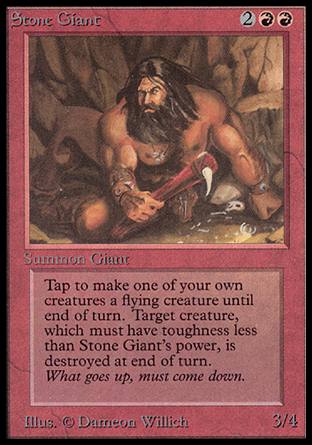 Stone Giant 2
Summon Giant
Tap to make one of your own
creatures a flying creature until
end of turn. Target creature,
which must have toughness less
than Stone Giant's power, is
destroyed at end of turn.
What goes up, must come down.
Illus. © Dameon Willich 3/4